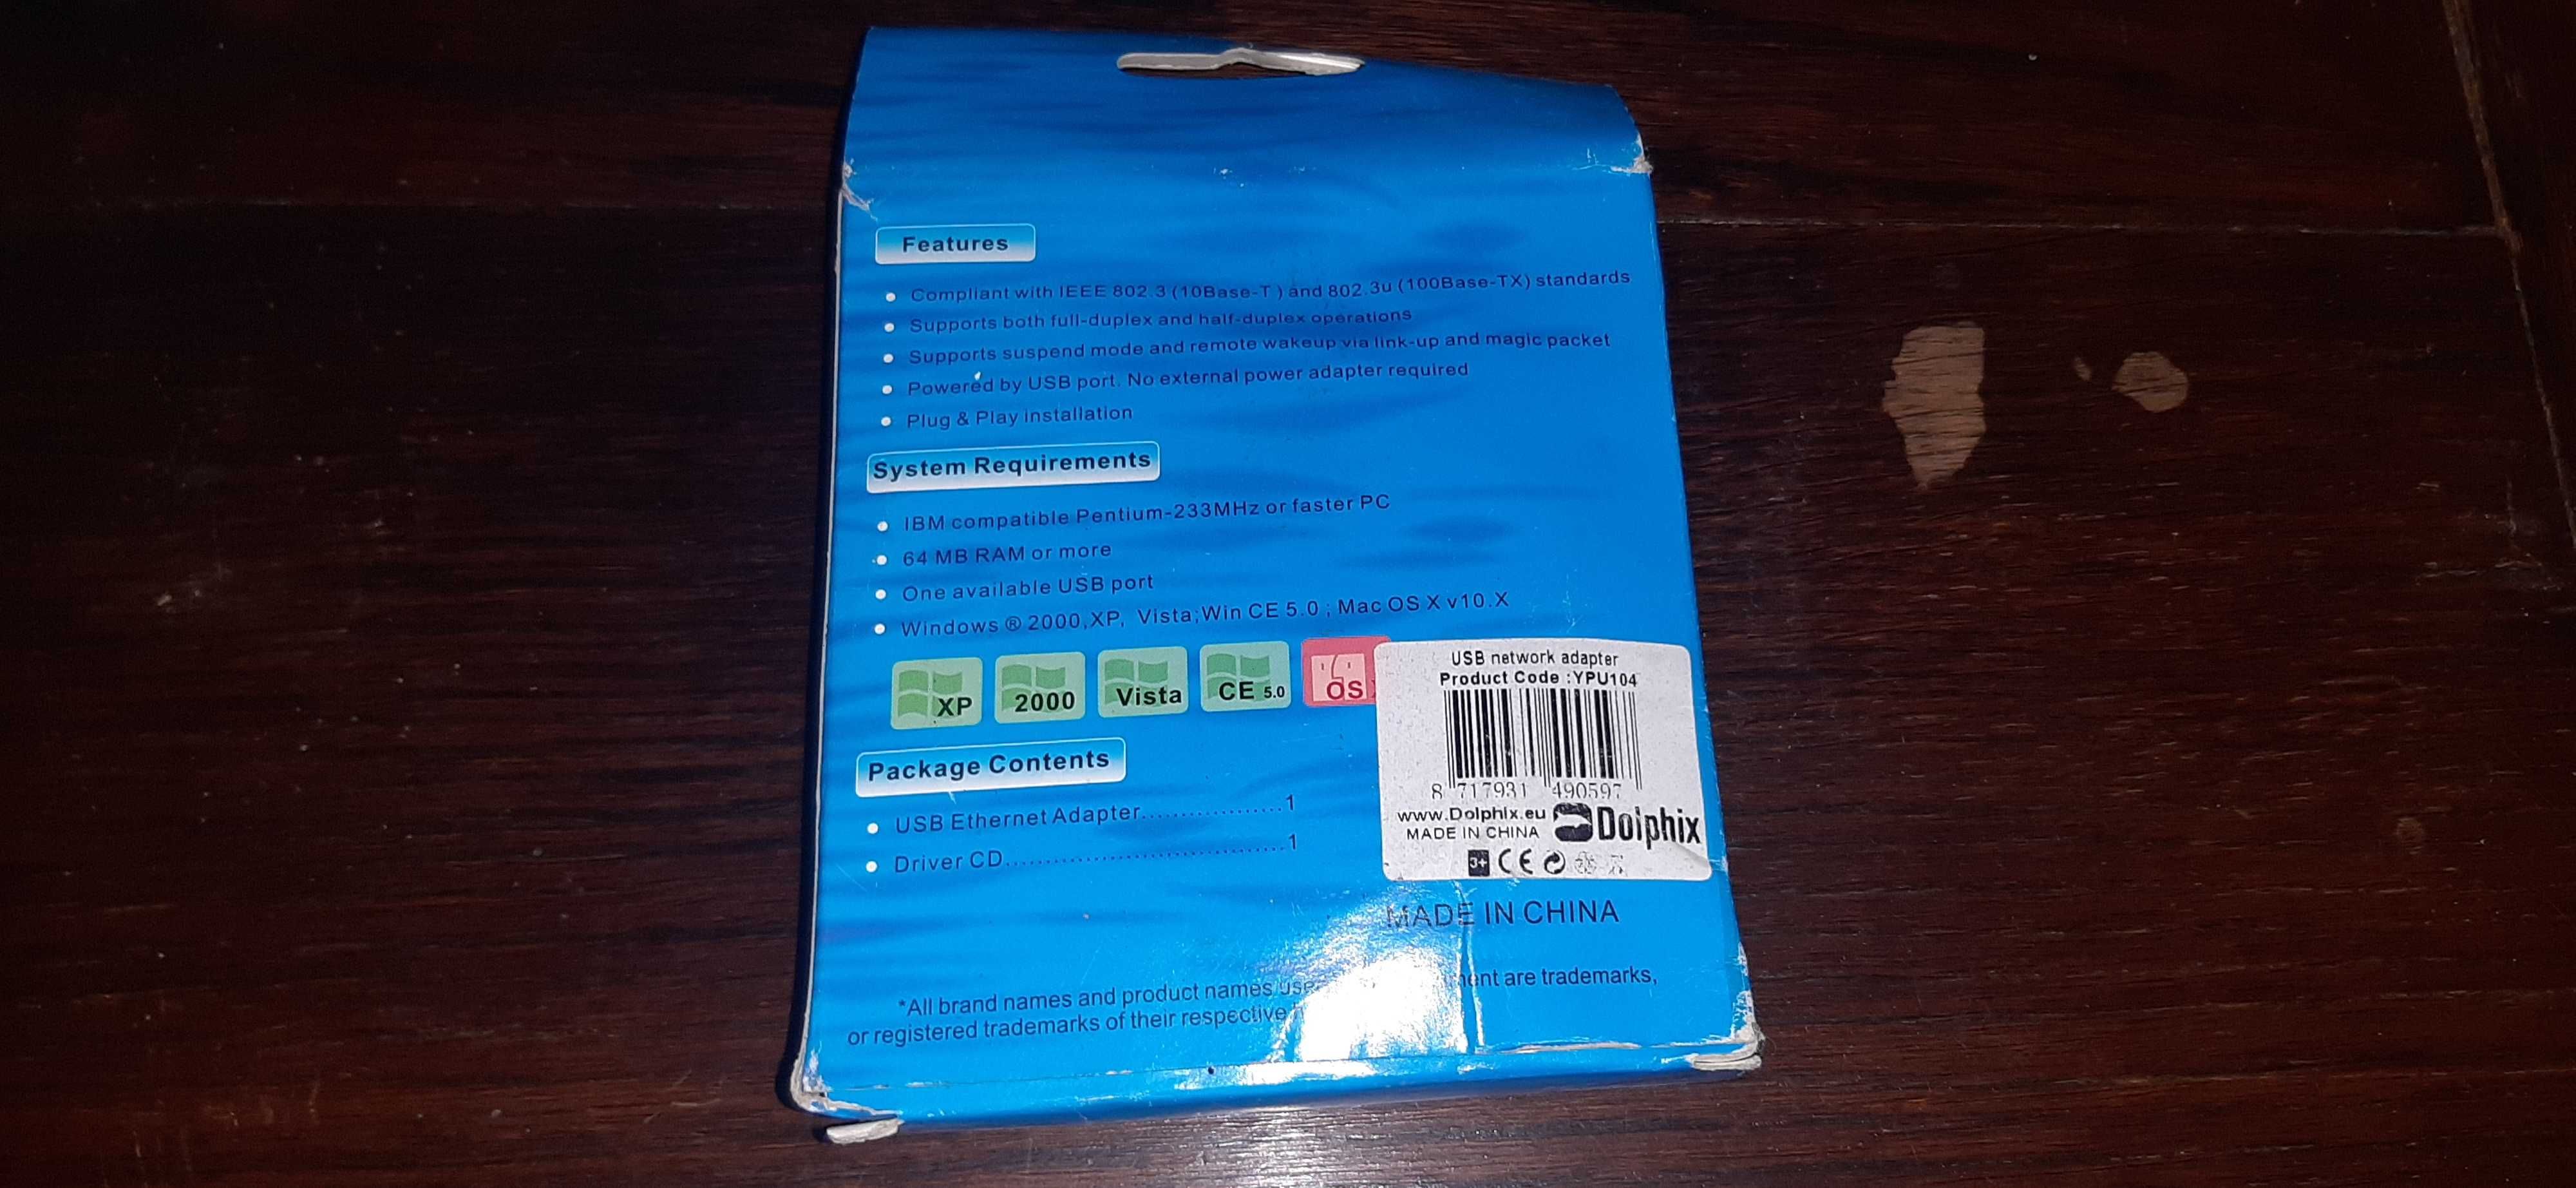 Features
Compliant with IEEE 802.3 (10Base-T ) and 802.3u (100Base-TX) standards
Supports both full-duplex and half-duplex operations
Supports suspend mode and remote wakeup via link-up and magic packet
Powered by USB port. No external power adapter required
Plug & Play installation
System Requirements
IBM compatible Pentium-233MHz or faster PC
64 MB RAM or more
One available USB port
Windows ® 2000,XP, Vista;Win CE 5.0 ; Mac OS X v10.X
XP
2000
Vista
CE 5.0
OS
USB network adapter
Product Code :YPU104
8 717931 490597
www.Dolphix.eu
MADE IN CHINA
Dolphix
3+ CE
Package Contents
USB Ethernet Adapter..................1
Driver CD...................................1
MADE IN CHINA
*All brand names and product names are trademarks,
or registered trademarks of their respective